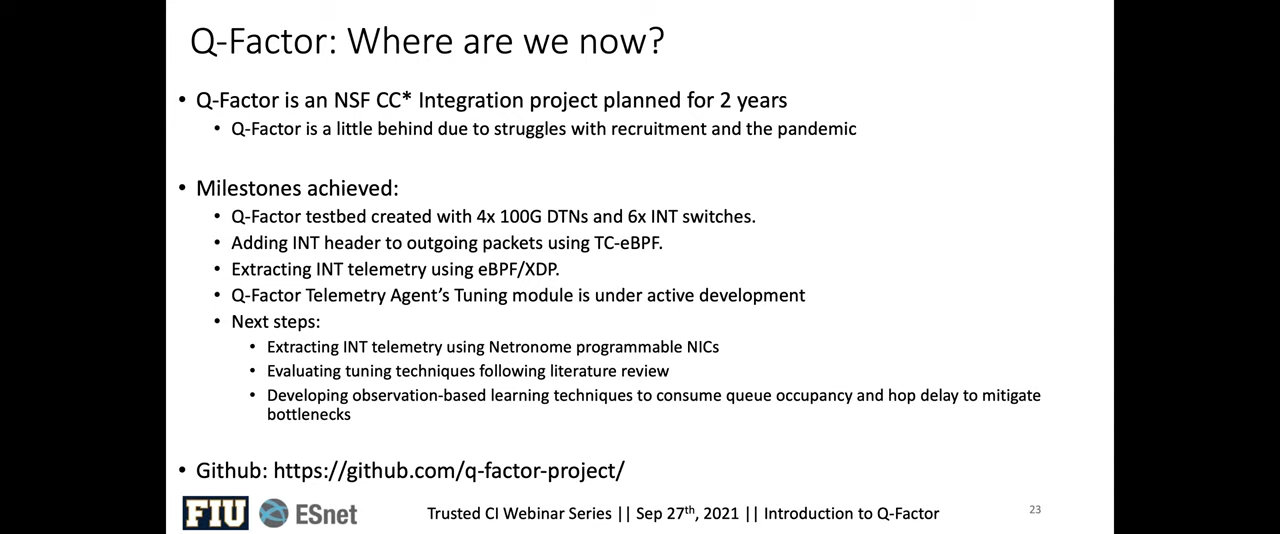 Q-Factor: Where are we now?
• Q-Factor is an NSF CC* Integration project planned for 2 years
• Q-Factor is a little behind due to struggles with recruitment and the pandemic
• Milestones achieved:
• Q-Factor testbed created with 4x 100G DTNs and 6x INT switches.
• Adding INT header to outgoing packets using TC-eBPF.
• Extracting INT telemetry using eBPF/XDP.
• Q-Factor Telemetry Agent’s Tuning module is under active development
• Next steps:
• Extracting INT telemetry using Netronome programmable NICs
• Evaluating tuning techniques following literature review
• Developing observation-based learning techniques to consume queue occupancy and hop delay to mitigate
bottlenecks
• Github: https://github.com/q-factor-project/
FIU ESnet Trusted CI Webinar Series || Sep 27th, 2021 || Introduction to Q-Factor 23